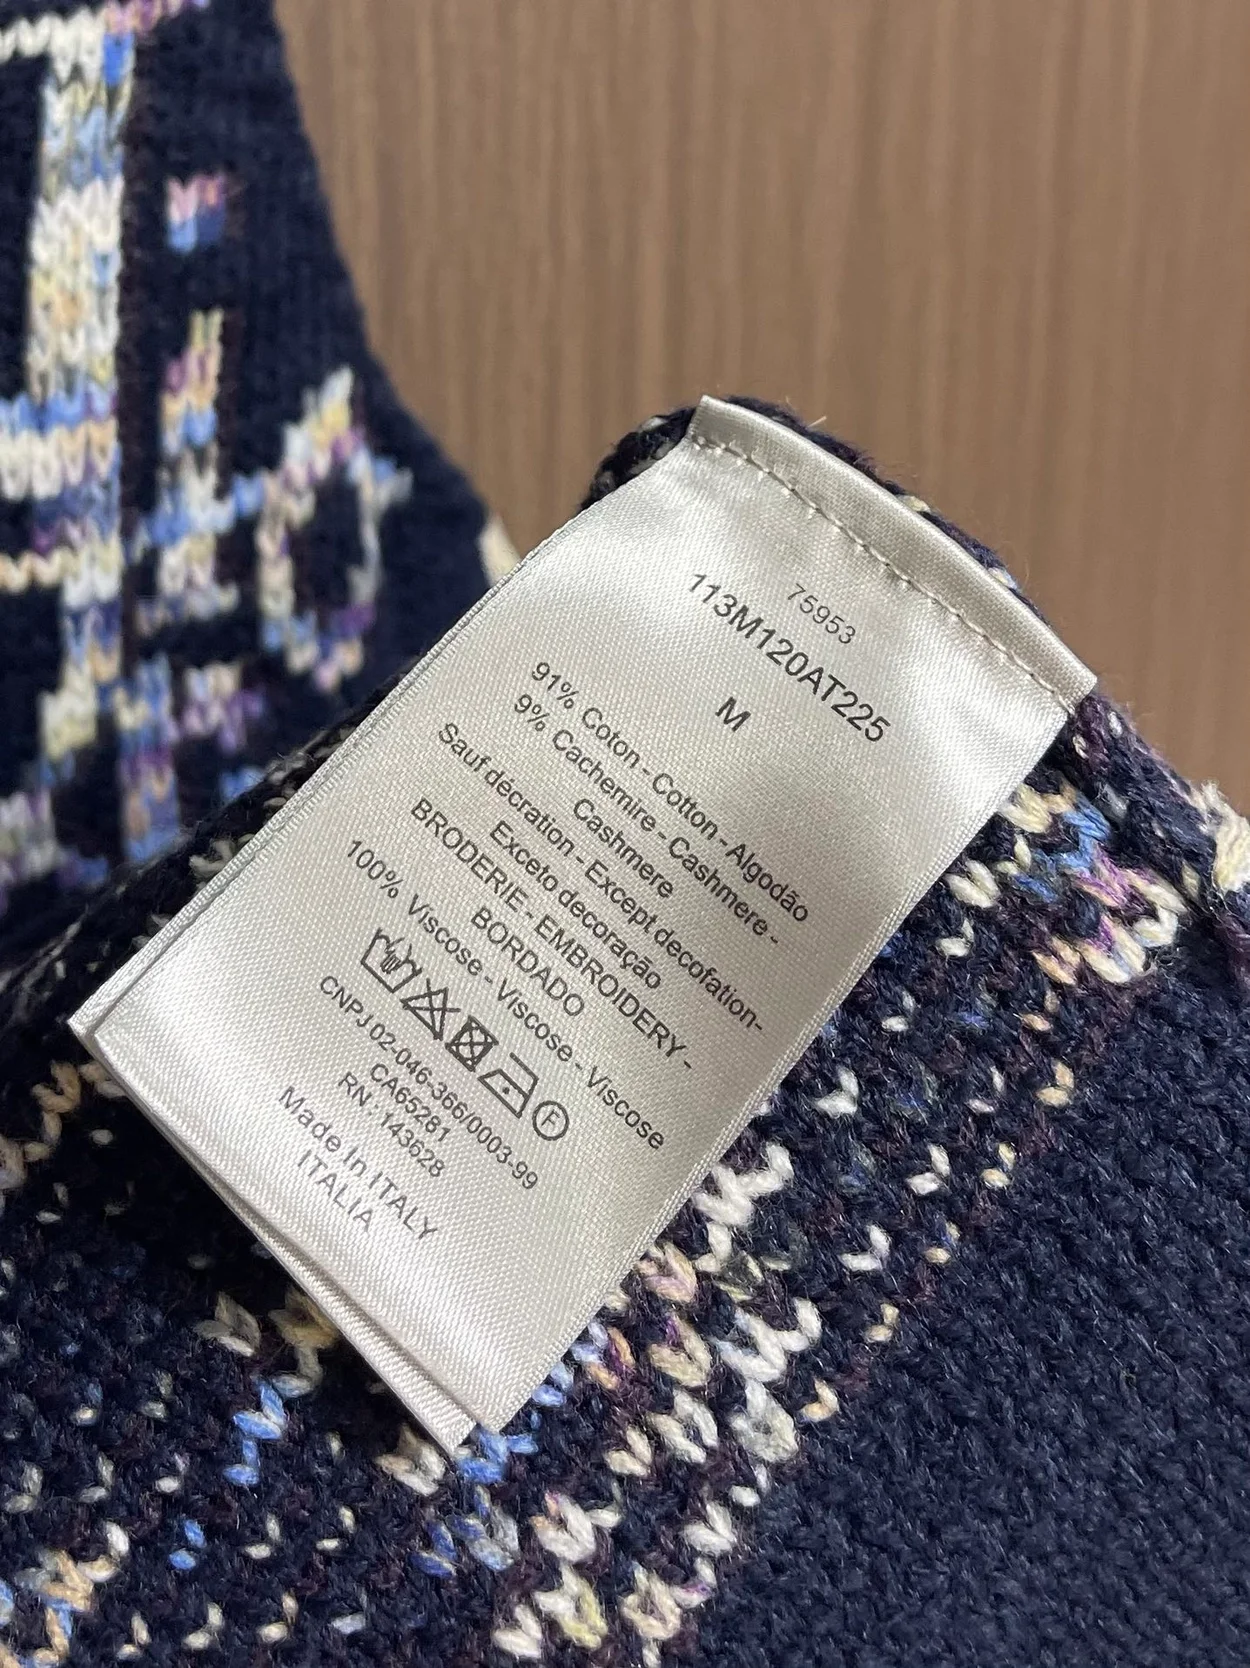 75953
113M120AT225
M
91% Coton - Cotton - Algodão
9% Cachemire - Cashmere -
Cashmere
Sauf décration - Except decofation-
Exceto decoração
BRODERIE - EMBROIDERY -
BORDADO
100% Viscose - Viscose - Viscose
F
CNPJ 02-046-366/0003-99
CA65281
RN : 143628
Made In ITALY
ITALIA